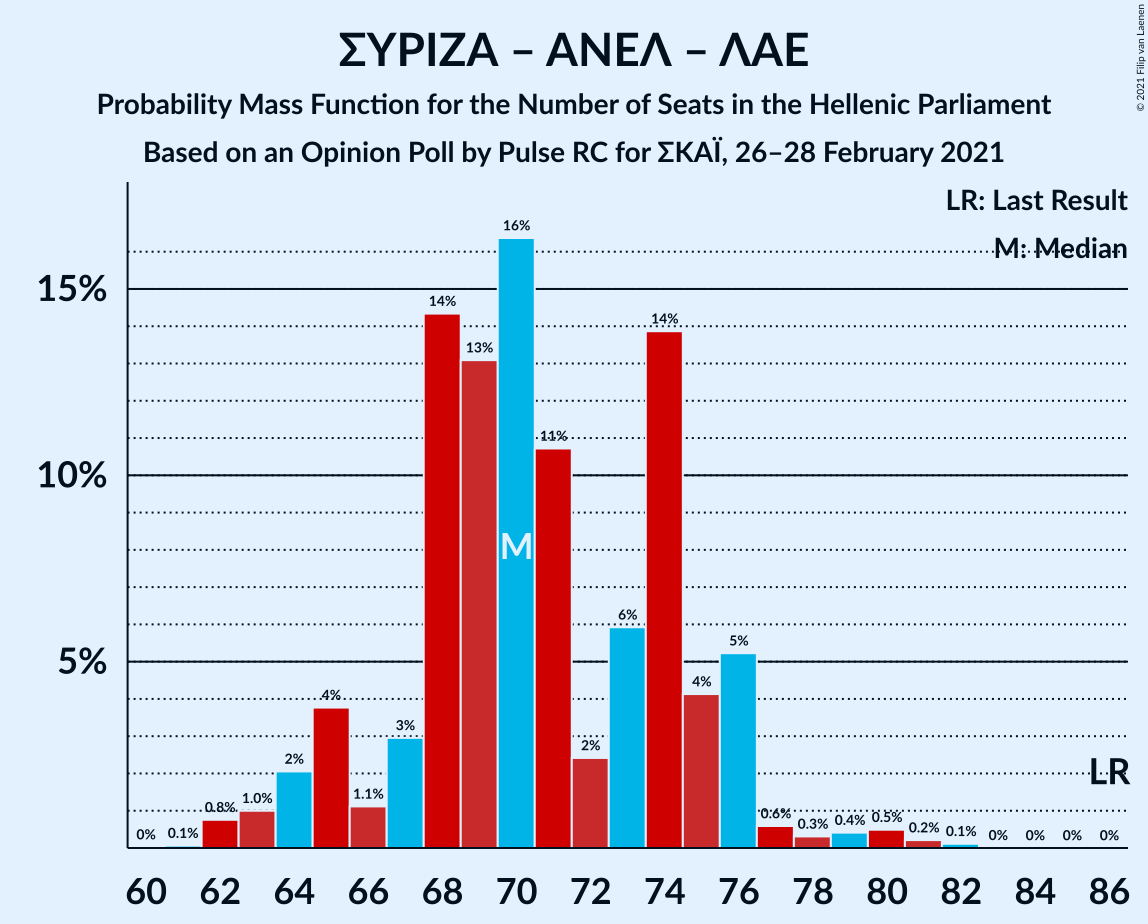 ΣΥΡΙΖΑ – ΑΝΕΛ – ΛΑΕ
Probability Mass Function for the Number of Seats in the Hellenic Parliament
Based on an Opinion Poll by Pulse RC for ΣΚΑΪ, 26–28 February 2021
© 2021 Filip van Laenen
LR: Last Result
M: Median
15%
10%
5%
0% 0.1% 0.8% 1.0% 2% 4% 1.1% 3% 14% 13% 16% 11% 2% 6% 14% 4% 5% 0.6% 0.3% 0.4% 0.5% 0.2% 0.1% 0% 0% 0% 0%
M
LR
60 62 64 66 68 70 72 74 76 78 80 82 84 86